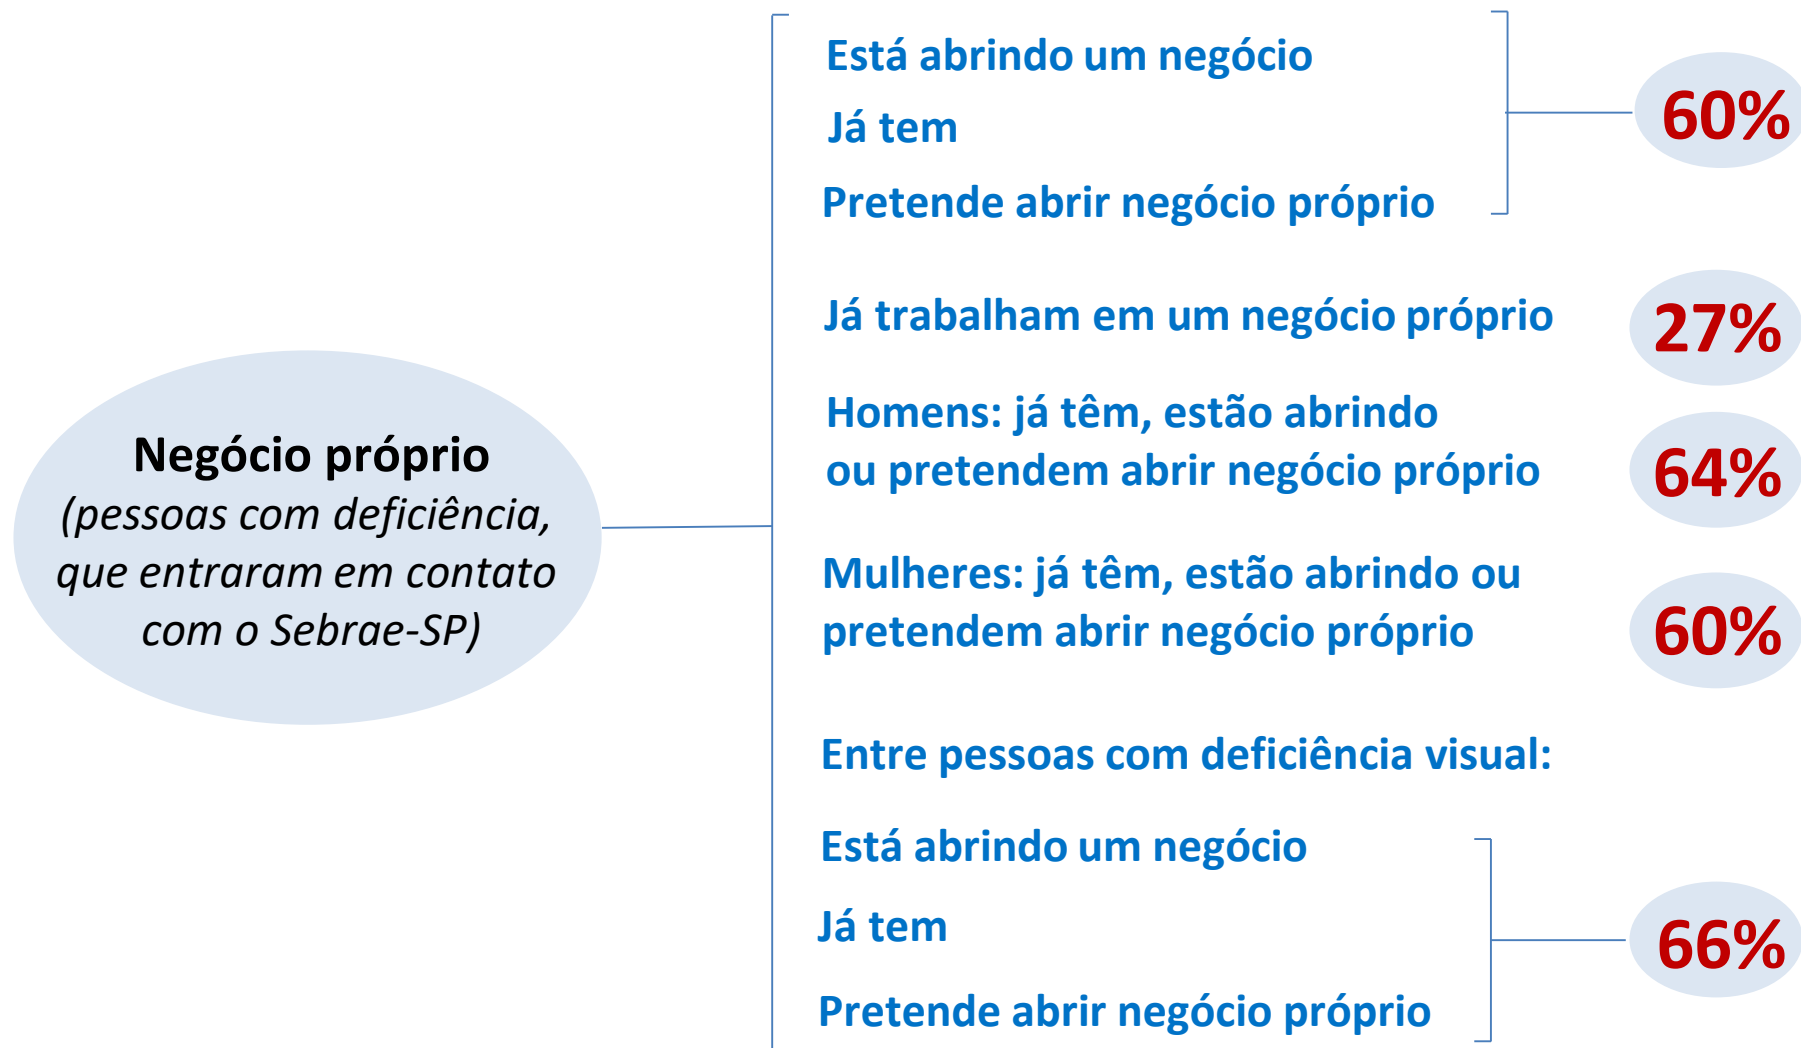 Negócio próprio
(pessoas com deficiência,
que entraram em contato
com o Sebrae-SP)
Está abrindo um negócio
Já tem
Pretende abrir negócio próprio
60%
Já trabalham em um negócio próprio
27%
Homens: já têm, estão abrindo
ou pretendem abrir negócio próprio
64%
Mulheres: já têm, estão abrindo ou
pretendem abrir negócio próprio
60%
Entre pessoas com deficiência visual:
Está abrindo um negócio
Já tem
Pretende abrir negócio próprio
66%